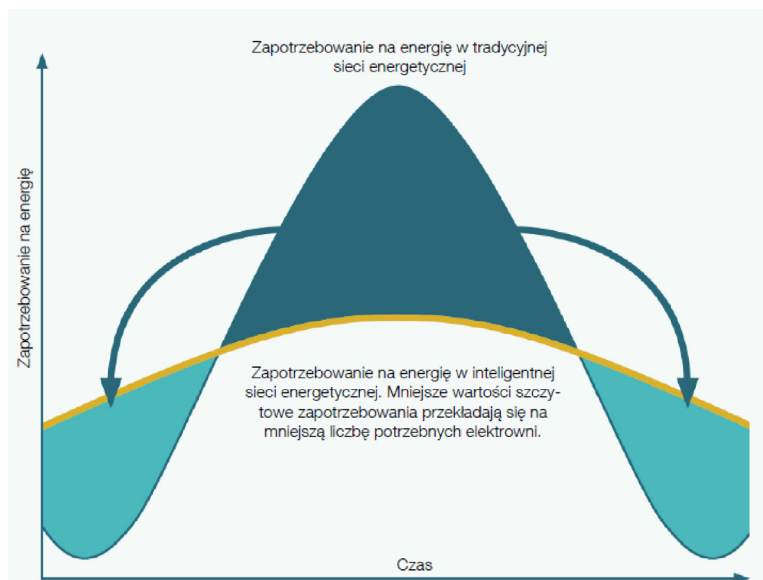 Zapotrzebowanie na energię w tradycyjnej
sieci energetycznej
Zapotrzebowanie na energię
Zapotrzebowanie na energię w inteligentnej
sieci energetycznej. Mniejsze wartości szczy-
towe zapotrzebowania przekładają się na
mniejszą liczbę potrzebnych elektrowni.
Czas